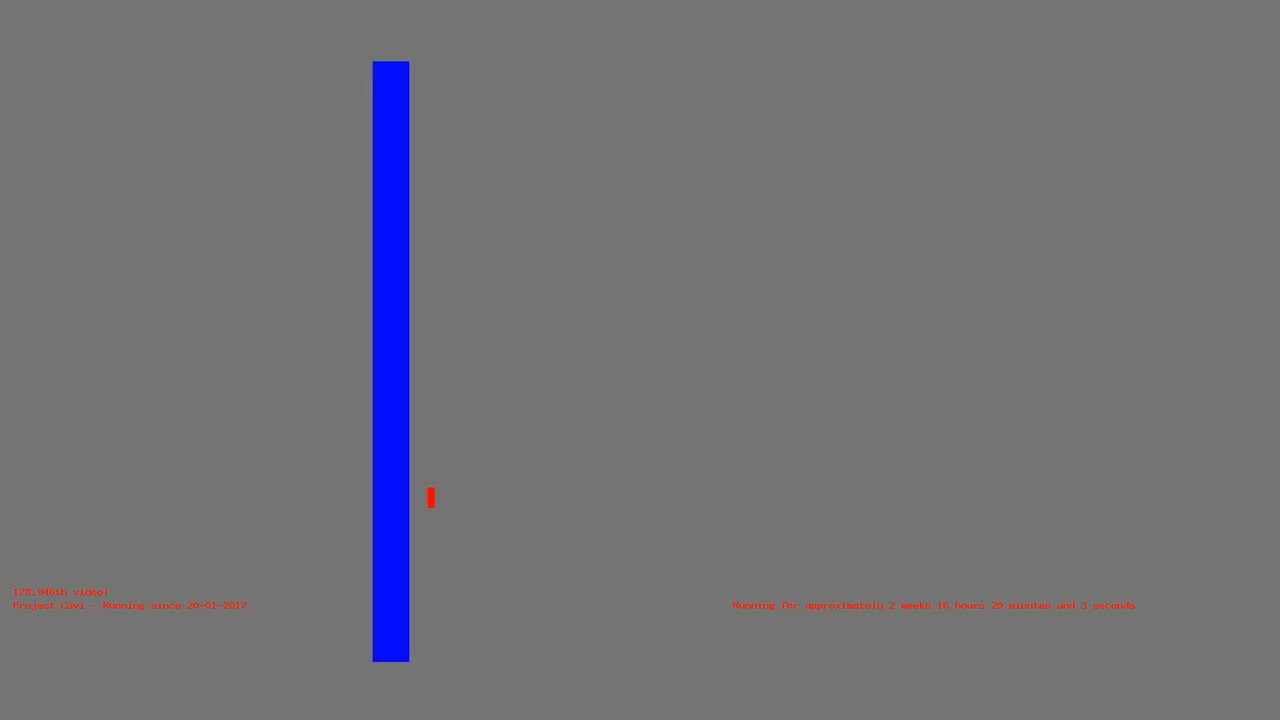 178,946th video!
Project Cavi - Running since 20-01-2017
Running for approximately 2 weeks 16 hours 20 minutes and 3 seconds